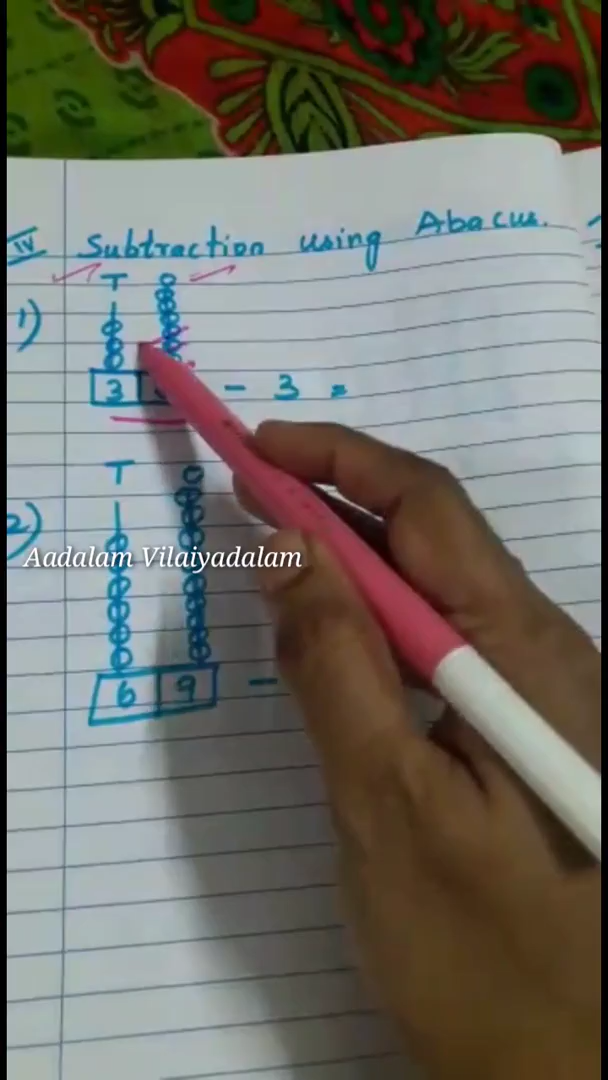 IV Subtraction using Abacus.
T O
1)
3 - 3 =
T O
2)
Aadalam Vilaiyadalam
6 9 -